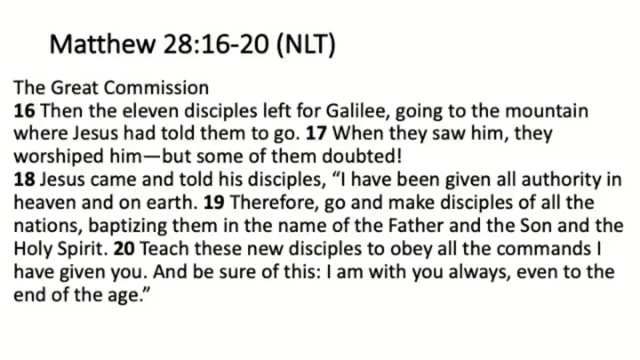 Matthew 28:16-20 (NLT)
The Great Commission
16 Then the eleven disciples left for Galilee, going to the mountain
where Jesus had told them to go. 17 When they saw him, they
worshiped him—but some of them doubted!
18 Jesus came and told his disciples, “I have been given all authority in
heaven and on earth. 19 Therefore, go and make disciples of all the
nations, baptizing them in the name of the Father and the Son and the
Holy Spirit. 20 Teach these new disciples to obey all the commands I
have given you. And be sure of this: I am with you always, even to the
end of the age.”